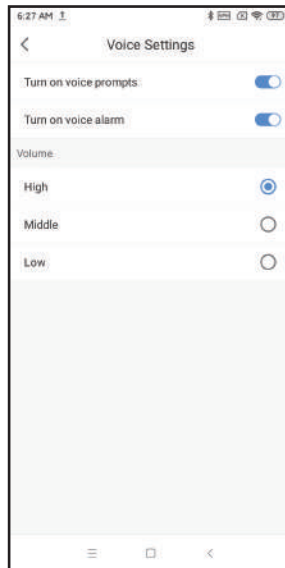 6:27 AM
Voice Settings
Turn on voice prompts
Turn on voice alarm
Volume
High
Middle
Low